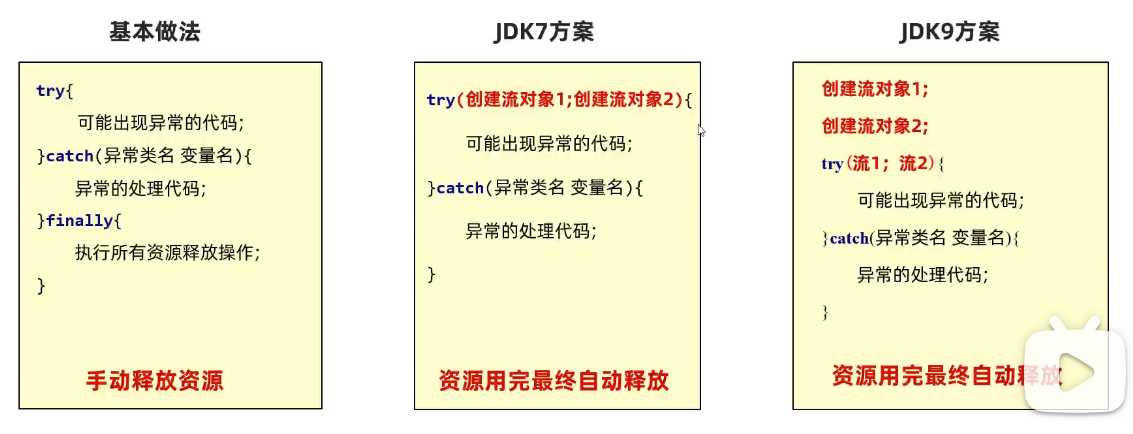 基本做法
try{
可能出现异常的代码;
}catch(异常类名 变量名){
异常的处理代码;
}finally{
执行所有资源释放操作;
}
手动释放资源
JDK7方案
try(创建流对象1;创建流对象2){
可能出现异常的代码;
}catch(异常类名 变量名){
异常的处理代码;
}
资源用完最终自动释放
JDK9方案
创建流对象1;
创建流对象2;
try(流1；流2){
可能出现异常的代码;
}catch(异常类名 变量名){
异常的处理代码;
}
资源用完最终自动释放